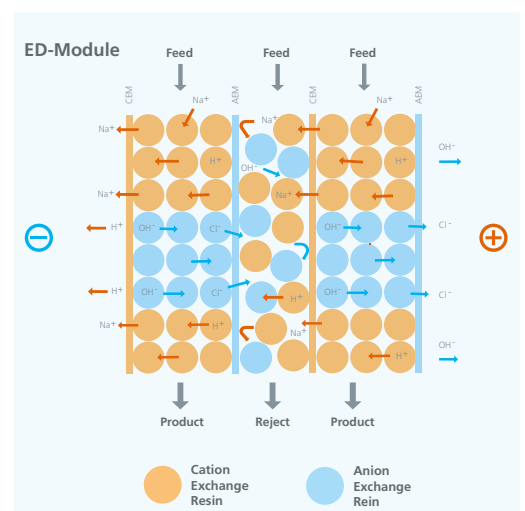 ED-Module
Feed
Feed
Feed
CEM
AEM
CEM
AEM
Na+
Na+
Na+
Na+
H+
H+
OH-
OH-
Na+
Na+
H+
OH-
Cl-
OH-
Cl-
H+
OH-
Cl-
H+
OH-
Cl-
Na+
H+
Na+
OH-
H+
Product
Reject
Product
Cation
Exchange
Resin
Anion
Exchange
Rein